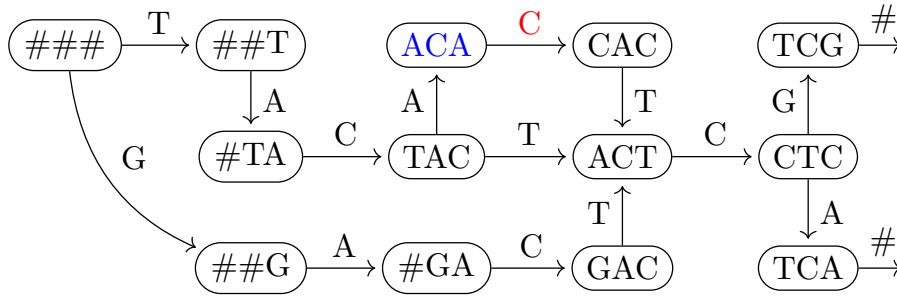 T C #
### ##T ACA CAC TCG
A A T G
C T C
#TA TAC ACT CTC
G T A
A C #
##G #GA GAC TCA